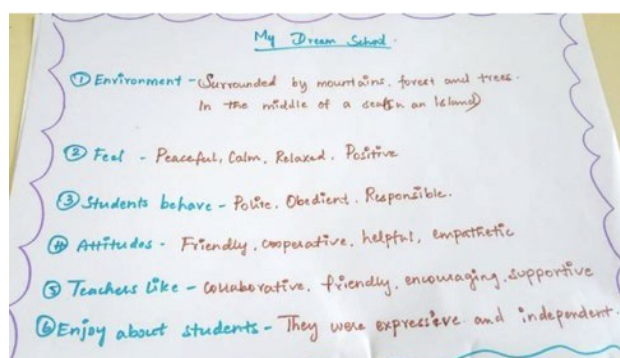 My Dream School.
① Environment - Surrounded by mountains, forest and trees.
In the middle of a sea (In an Island)
② Feel - Peaceful, Calm, Relaxed, Positive
③ Students behave - Polite, Obedient, Responsible.
④ Attitudes - Friendly, cooperative, helpful, empathetic
⑤ Teachers like - collaborative, friendly, encouraging, supportive
⑥ Enjoy about students - They were expressive and independent.